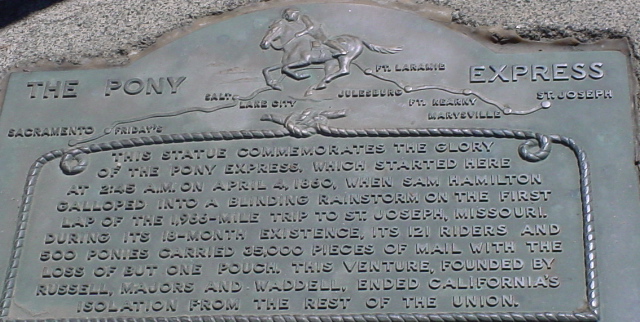 THE PONY EXPRESS
FT. LARAMIE
SALT LAKE CITY
JULESBURG
FT. KEARNY
MARYSVILLE
ST. JOSEPH
SACRAMENTO
FRIDAY'S
THIS STATUE COMMEMORATES THE GLORY
OF THE PONY EXPRESS, WHICH STARTED HERE
AT 2:45 A.M. ON APRIL 4, 1860, WHEN SAM HAMILTON
GALLOPED INTO A BLINDING RAINSTORM ON THE FIRST
LAP OF THE 1,966-MILE TRIP TO ST. JOSEPH, MISSOURI.
DURING ITS 18-MONTH EXISTENCE, ITS 121 RIDERS AND
500 PONIES CARRIED 35,000 PIECES OF MAIL WITH THE
LOSS OF BUT ONE POUCH. THIS VENTURE, FOUNDED BY
RUSSELL, MAJORS AND WADDELL, ENDED CALIFORNIA'S
ISOLATION FROM THE REST OF THE UNION.